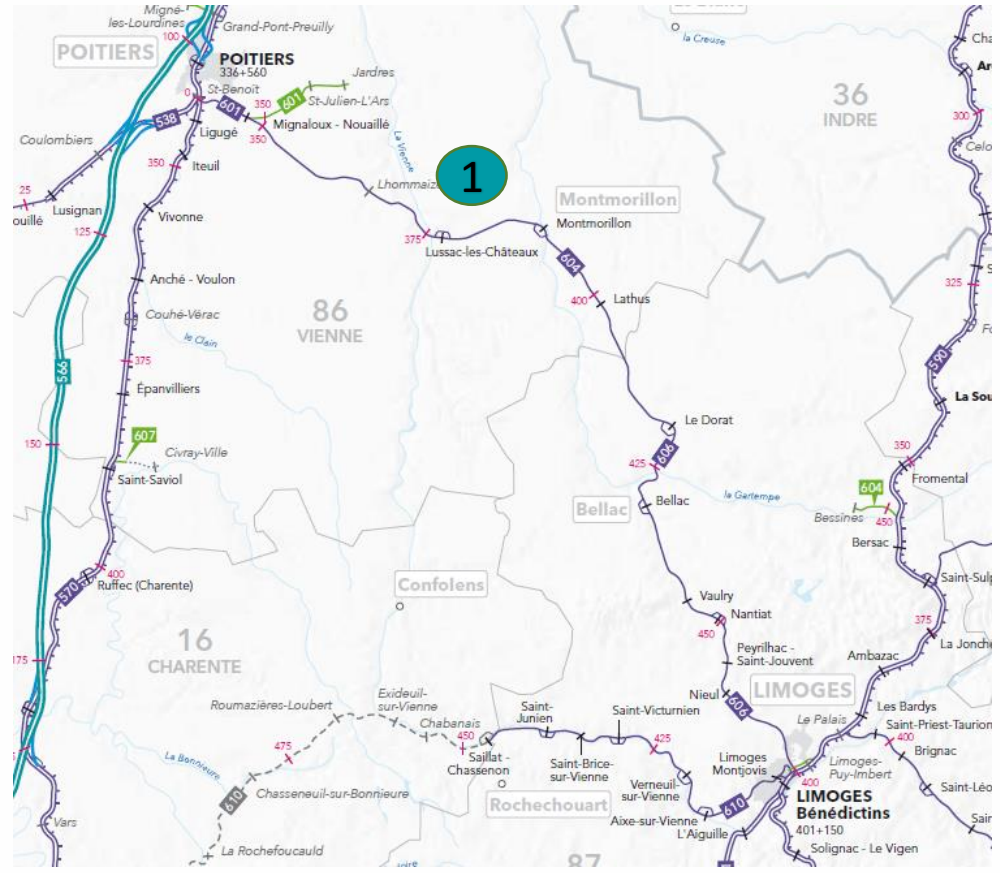 Migné-
les-Lourdines
Grand-Pont-Preuilly
100
POITIERS
POITIERS
336+560
la Creuse
Cha
Ar
36
INDRE
300
Celo
0
St-Benoît
601
350
601
Jardres
St-Julien-L'Ars
538
Ligugé
Mignaloux - Nouaillé
350
Coulombiers
350
Iteuil
La Vienne
1
Lhommaiz
25
ouillé
Lusignan
Vivonne
125
Montmorillon
Montmorillon
375
Lussac-les-Châteaux
604
S
325
Anché - Voulon
400
Lathus
86
VIENNE
Couhé-Vérac
le Clain
375
566
590
Épanvilliers
La Sou
Le Dorat
150
607
Civray-Ville
606
425
350
Fromental
Saint-Saviol
Bellac
Bellac
la Gartempe
604
Bessines
450
Bersac
570
400
Ruffec (Charente)
Confolens
Saint-Sulp
Vaulry
Nantiat
450
375
La Jonche
16
CHARENTE
Peyrilhac -
Saint-Jouvent
Ambazac
175
Nieul
LIMOGES
606
Exideuil-
sur-Vienne
Roumazières-Loubert
Chabanais
Saint-
Junien
Saint-Victurnien
Les Bardys
Le Palais
Saint-Priest-Taurion
400
Brignac
450
475
425
La Bonnieure
Saillat -
Chassenon
Saint-Brice-
sur-Vienne
Limoges
Montjovis
Limoges-
Puy-Imbert
400
610
Chasseneuil-sur-Bonnieure
Rochechouart
Verneuil-
sur-Vienne
610
LIMOGES
Bénédictins
401+150
Saint-Léo
Aixe-sur-Vienne
L'Aiguille
Vars
Sain
La Rochefoucauld
Solignac - Le Vigen
87